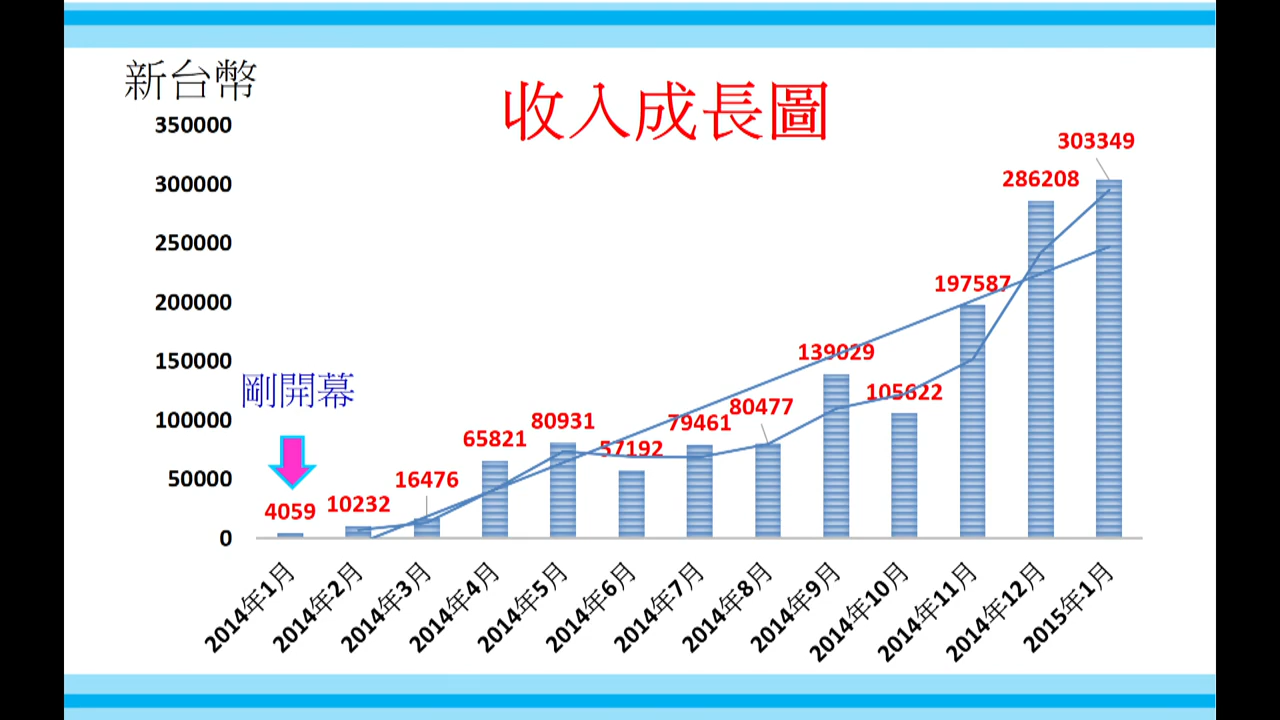 新台幣
收入成長圖
350000
300000
250000
200000
150000
100000
50000
0
剛開幕
4059
10232
16476
65821
80931
57192
79461
80477
139029
105622
197587
286208
303349
2014年1月
2014年2月
2014年3月
2014年4月
2014年5月
2014年6月
2014年7月
2014年8月
2014年9月
2014年10月
2014年11月
2014年12月
2015年1月